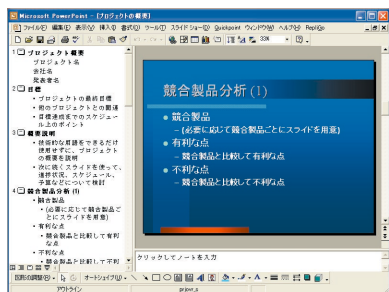 Microsoft PowerPoint - [プロジェクトの概要]
ファイル(F) 編集(E) 表示(V) 挿入(I) 書式(O) ツール(T) スライド ショー(D) Quickpoint ウィンドウ(W) ヘルプ(H) RepliGo
33%
1 プロジェクト概要
プロジェクト名
会社名
発表者名
2 目標
・プロジェクトの最終目標
・他のプロジェクトとの関連
・目標達成までのスケジュール上のポイント
3 概要説明
・技術的な用語をできるだけ使用せずに、プロジェクトの概要を説明
・次に続くスライドを使って、進捗状況、スケジュール、予算などについて検討
4 競合製品分析 (1)
・競合製品
・(必要に応じて競合製品ごとにスライドを用意)
・有利な点
・競合製品と比較して有利な点
・不利な点
・競合製品と比較して不利
競合製品分析 (1)
• 競合製品
– (必要に応じて競合製品ごとにスライドを用意)
• 有利な点
– 競合製品と比較して有利な点
• 不利な点
– 競合製品と比較して不利な点
クリックしてノートを入力
図形の調整(R) オートシェイプ(U)
アウトライン